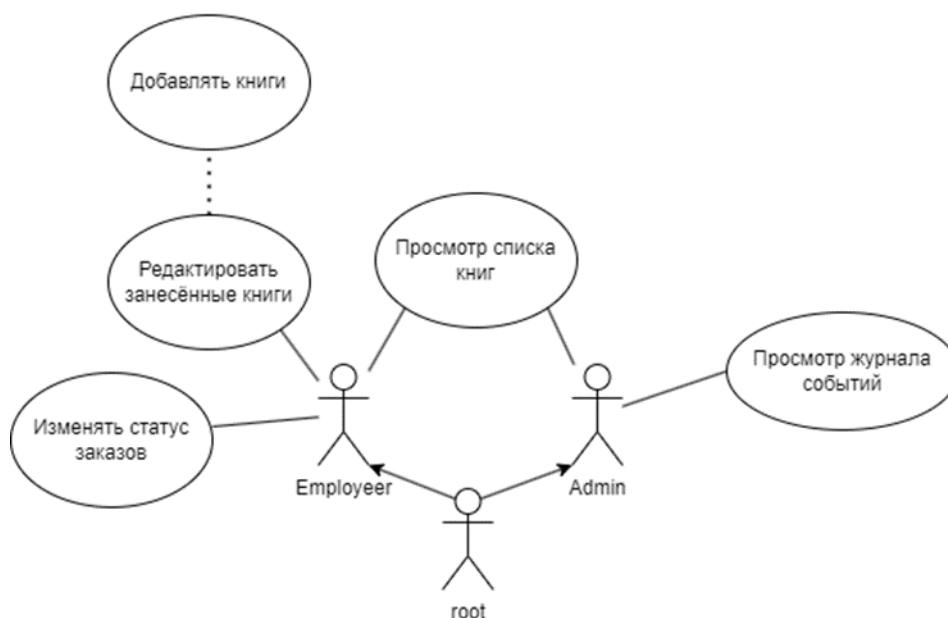 Добавлять книги
Редактировать
занесённые книги
Просмотр списка
книг
Просмотр журнала
событий
Изменять статус
заказов
Employeer
Admin
root